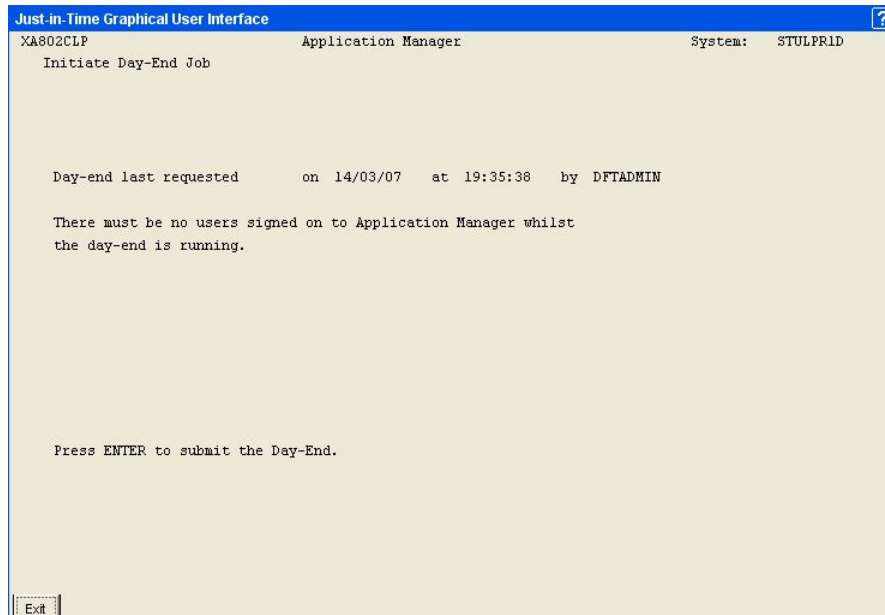 Just-in-Time Graphical User Interface ?
XA802CLP Application Manager System: STULPR1D
Initiate Day-End Job
Day-end last requested on 14/03/07 at 19:35:38 by DFTADMIN
There must be no users signed on to Application Manager whilst
the day-end is running.
Press ENTER to submit the Day-End.
Exit